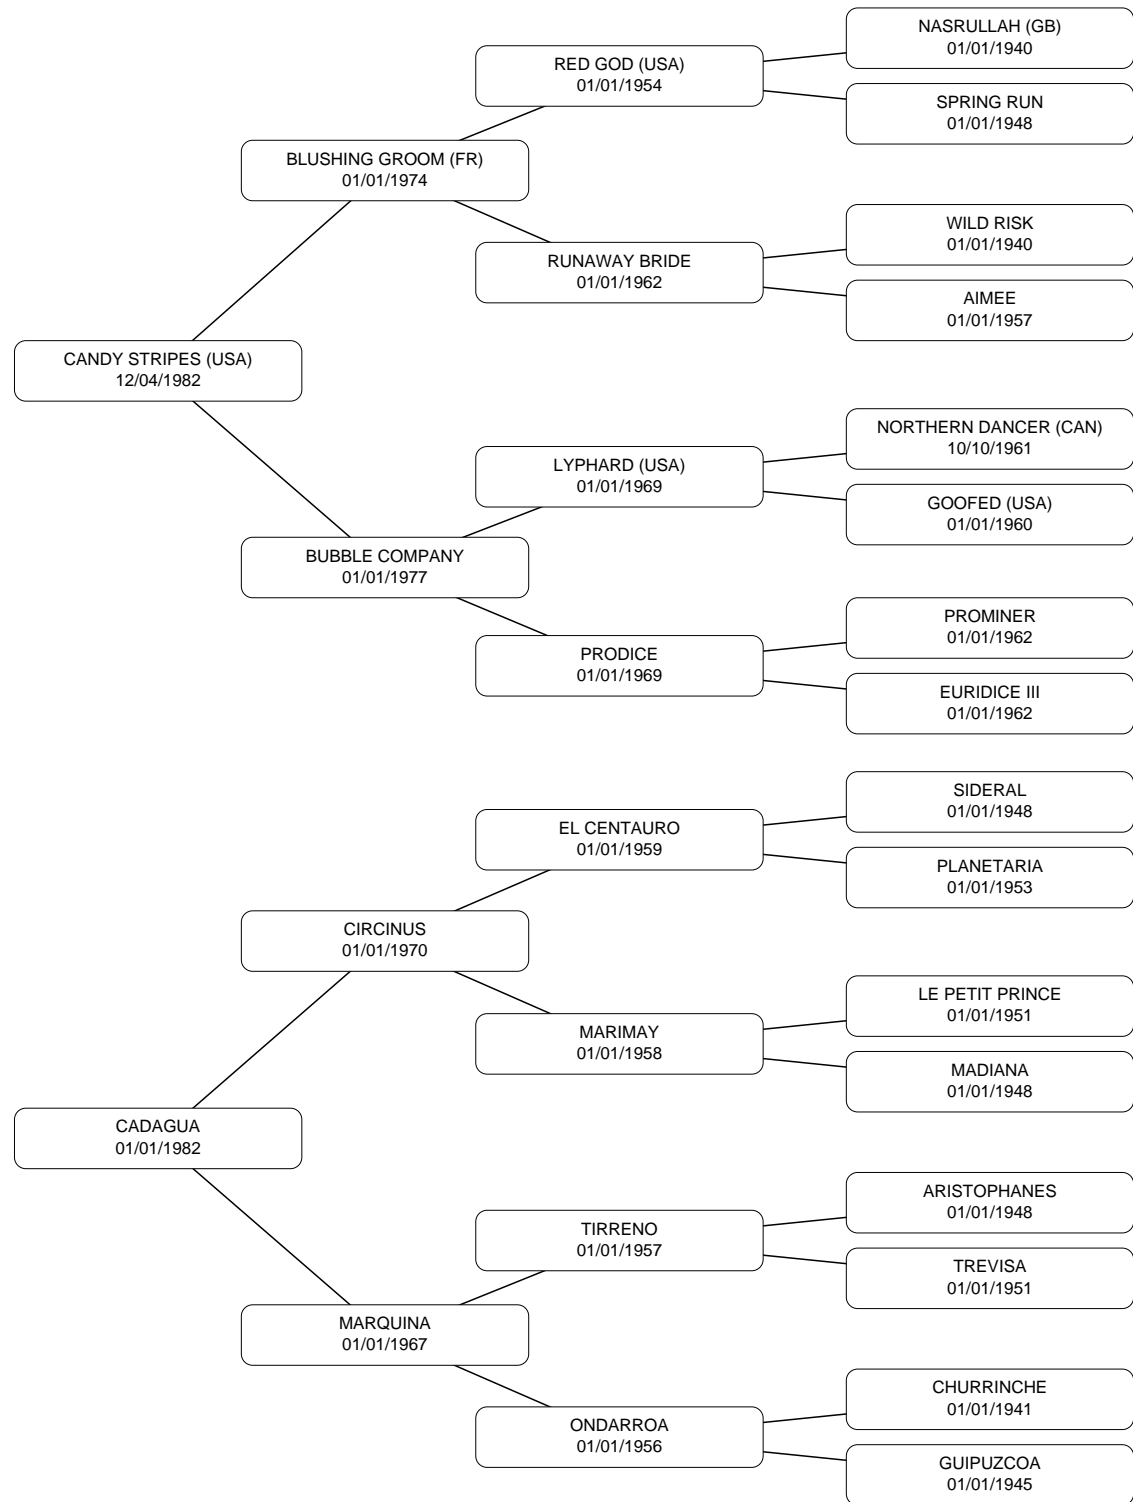 NASRULLAH (GB)
01/01/1940
RED GOD (USA)
01/01/1954
SPRING RUN
01/01/1948
BLUSHING GROOM (FR)
01/01/1974
WILD RISK
01/01/1940
RUNAWAY BRIDE
01/01/1962
AIMEE
01/01/1957
CANDY STRIPES (USA)
12/04/1982
NORTHERN DANCER (CAN)
10/10/1961
LYPHARD (USA)
01/01/1969
GOOFED (USA)
01/01/1960
BUBBLE COMPANY
01/01/1977
PROMINER
01/01/1962
PRODICE
01/01/1969
EURIDICE III
01/01/1962
SIDERAL
01/01/1948
EL CENTAURO
01/01/1959
PLANETARIA
01/01/1953
CIRCINUS
01/01/1970
LE PETIT PRINCE
01/01/1951
MARIMAY
01/01/1958
MADIANA
01/01/1948
CADAGUA
01/01/1982
ARISTOPHANES
01/01/1948
TIRRENO
01/01/1957
TREVISA
01/01/1951
MARQUINA
01/01/1967
CHURRINCHE
01/01/1941
ONDARROA
01/01/1956
GUIPUZCOA
01/01/1945